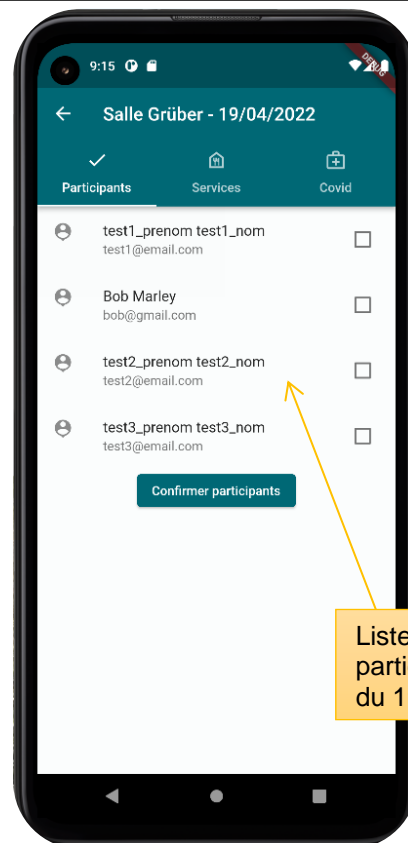 9:15
DEBUG
Salle Grüber - 19/04/2022
Participants Services Covid
test1_prenom test1_nom
test1@email.com
Bob Marley
bob@gmail.com
test2_prenom test2_nom
test2@email.com
test3_prenom test3_nom
test3@email.com
Confirmer participants
Liste
parti
du 1